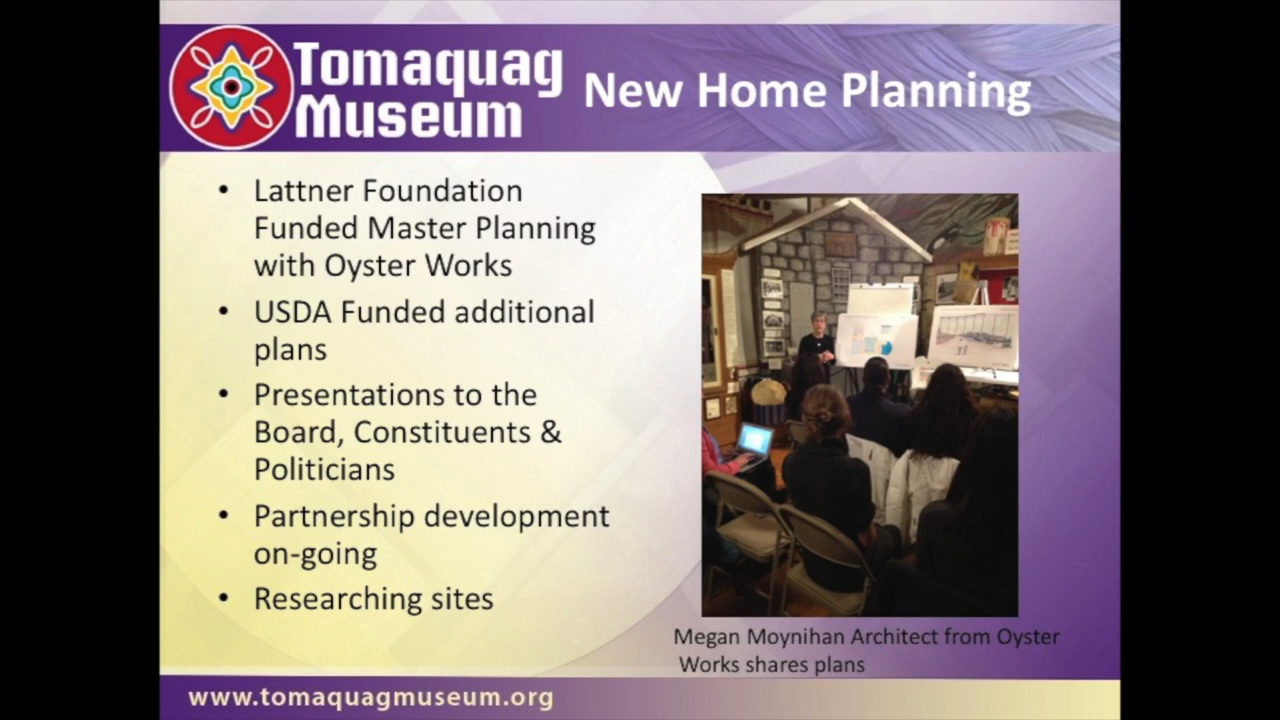 Tomaquag
Museum
New Home Planning
• Lattner Foundation
Funded Master Planning
with Oyster Works
• USDA Funded additional
plans
• Presentations to the
Board, Constituents &
Politicians
• Partnership development
on-going
• Researching sites
Megan Moynihan Architect from Oyster
Works shares plans
www.tomaquagmuseum.org